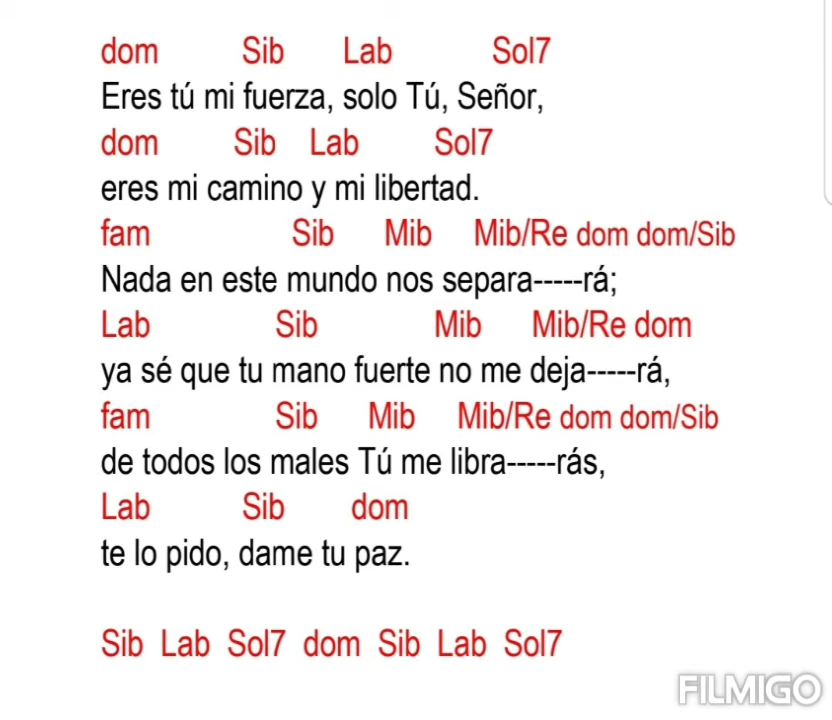 dom Sib Lab Sol7
Eres tú mi fuerza, solo Tú, Señor,
dom Sib Lab Sol7
eres mi camino y mi libertad.
fam Sib Mib Mib/Re dom dom/Sib
Nada en este mundo nos separa-----rá;
Lab Sib Mib Mib/Re dom
ya sé que tu mano fuerte no me deja-----rá,
fam Sib Mib Mib/Re dom dom/Sib
de todos los males Tú me libra-----rás,
Lab Sib dom
te lo pido, dame tu paz.
Sib Lab Sol7 dom Sib Lab Sol7
FILMIGO